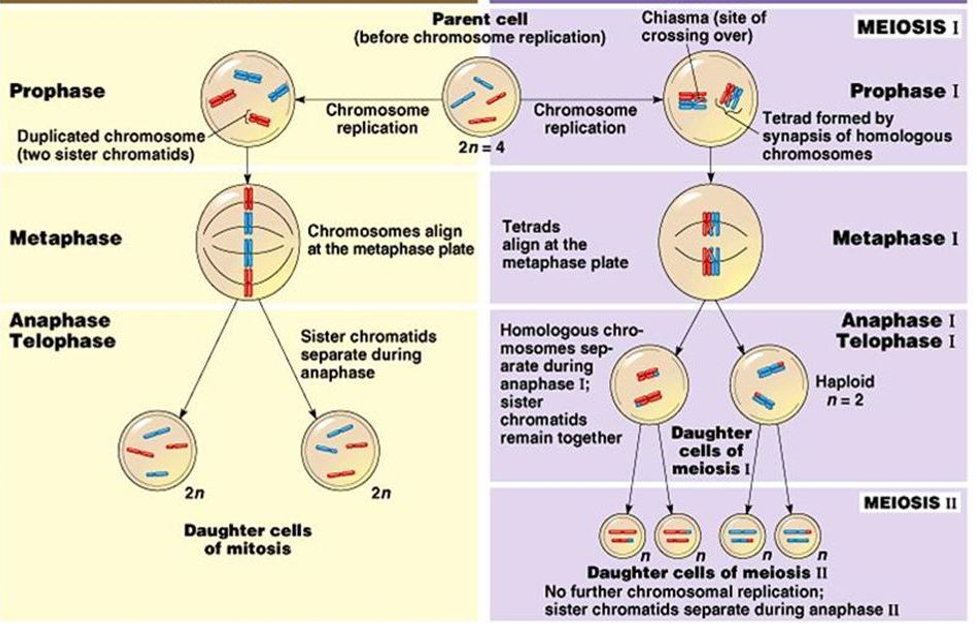 Parent cell
(before chromosome replication)
Chiasma (site of
crossing over)
MEIOSIS I
Prophase
Prophase I
Chromosome
replication
Chromosome
replication
Duplicated chromosome
(two sister chromatids)
2n = 4
Tetrad formed by
synapsis of homologous
chromosomes
Metaphase
Chromosomes align
at the metaphase plate
Tetrads
align at the
metaphase plate
Metaphase I
Anaphase
Telophase
Sister chromatids
separate during
anaphase
Homologous chro-
mosomes sep-
arate during
anaphase I;
sister
chromatids
remain together
Anaphase I
Telophase I
Haploid
n = 2
Daughter
cells of
meiosis I
2n
2n
Daughter cells
of mitosis
MEIOSIS II
n
n
n
n
Daughter cells of meiosis II
No further chromosomal replication;
sister chromatids separate during anaphase II